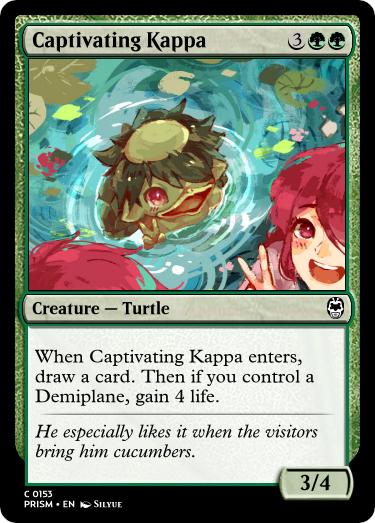 Captivating Kappa 3
Creature — Turtle
When Captivating Kappa enters,
draw a card. Then if you control a
Demiplane, gain 4 life.
He especially likes it when the visitors
bring him cucumbers.
3/4
C 0153
PRISM • EN Silyue